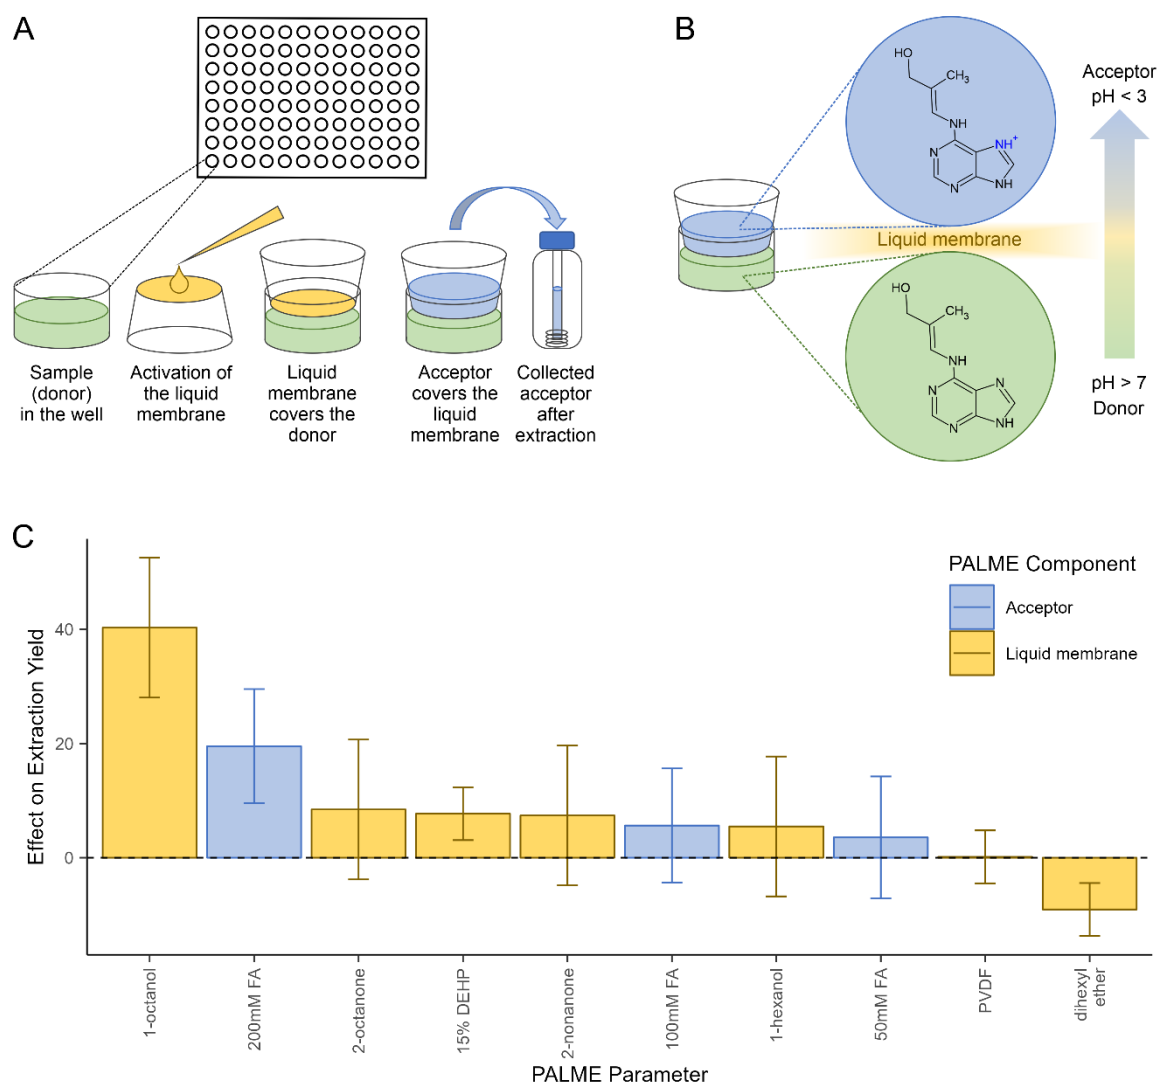 A
Sample
(donor)
in the well
Activation of
the liquid
membrane
Liquid
membrane
covers the
donor
Acceptor
covers the
liquid
membrane
Collected
acceptor
after
extraction
B
HO
CH3
NH
N
N
NH+
NH
Liquid membrane
HO
CH3
NH
N
N
N
NH
Acceptor
pH < 3
pH > 7
Donor
C
Effect on Extraction Yield
40
20
0
PALME Component
Acceptor
Liquid membrane
1-octanol
200mM FA
2-octanone
15% DEHP
2-nonanone
100mM FA
1-hexanol
50mM FA
PVDF
dihexyl
ether
PALME Parameter